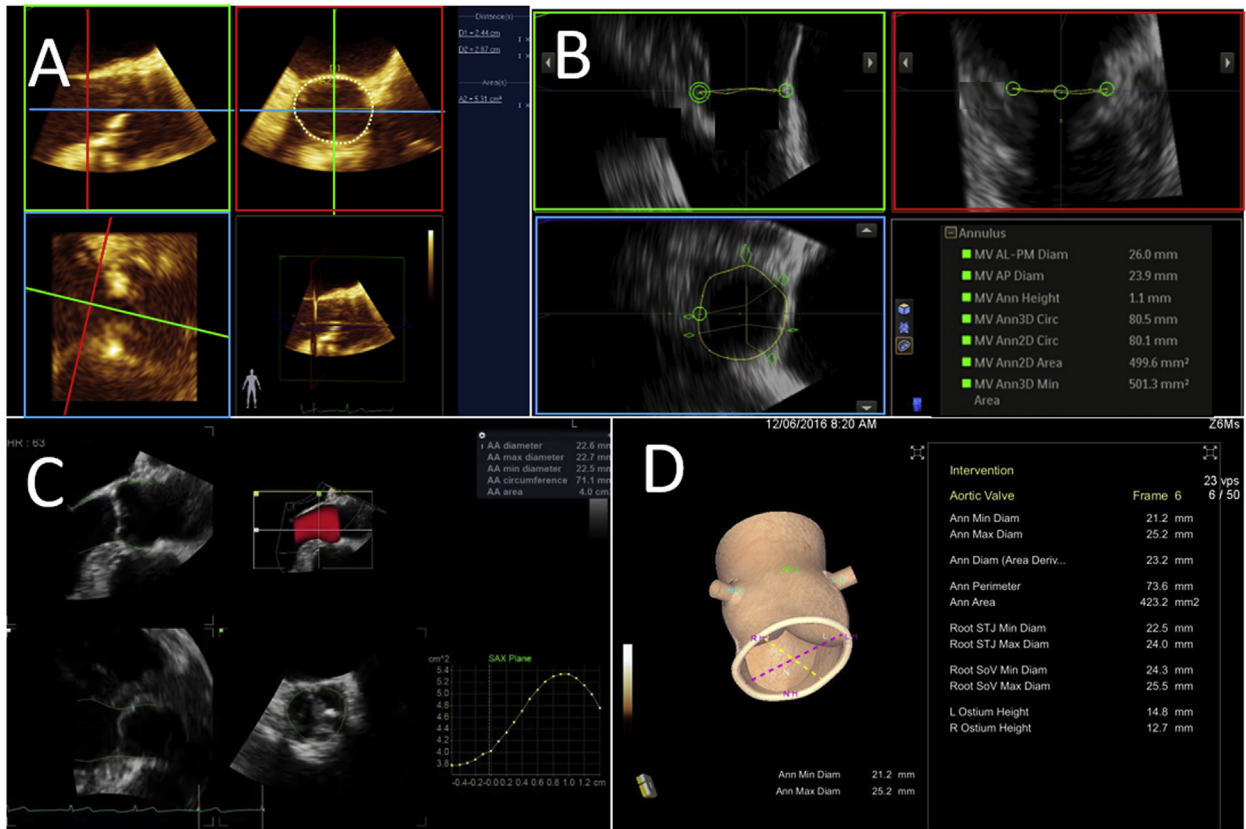 A
Distance(s)
D1 = 2.44 cm
D2 = 2.87 cm
Area(s)
A2 = 5.31 cm²
B
Annulus
MV AL-PM Diam 26.0 mm
MV AP Diam 23.9 mm
MV Ann Height 1.1 mm
MV Ann3D Circ 80.5 mm
MV Ann2D Circ 80.1 mm
MV Ann2D Area 499.6 mm²
MV Ann3D Min 501.3 mm²
Area
C
HR : 63
L
AA diameter 22.6 mm
AA max diameter 22.7 mm
AA min diameter 22.5 mm
AA circumference 71.1 mm
AA area 4.0 cm
cm^2
SAX Plane
5.4
5.2
5.0
4.8
4.6
4.4
4.2
4.0
3.8
-0.4-0.2-0.0 0.2 0.4 0.6 0.8 1.0 1.2 cm
12/06/2016 8:20 AM
Z6Ms
D
23 vps
6 / 50
Intervention
Aortic Valve Frame 6
Ann Min Diam 21.2 mm
Ann Max Diam 25.2 mm
Ann Diam (Area Deriv... 23.2 mm
Ann Perimeter 73.6 mm
Ann Area 423.2 mm2
Root STJ Min Diam 22.5 mm
Root STJ Max Diam 24.0 mm
Root SoV Min Diam 24.3 mm
Root SoV Max Diam 25.5 mm
L Ostium Height 14.8 mm
R Ostium Height 12.7 mm
LH
NH
Ann Min Diam 21.2 mm
Ann Max Diam 25.2 mm